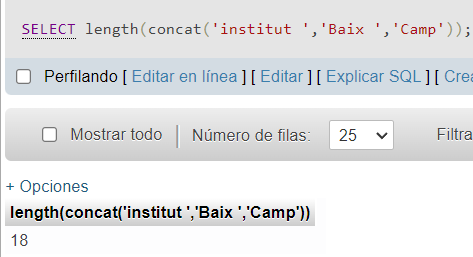 SELECT length(concat('institut ','Baix ','Camp'));
Perfilando [ Editar en línea ] [ Editar ] [ Explicar SQL ] [ Crea
Mostrar todo | Número de filas: 25 Filtra
+ Opciones
length(concat('institut ','Baix ','Camp'))
18